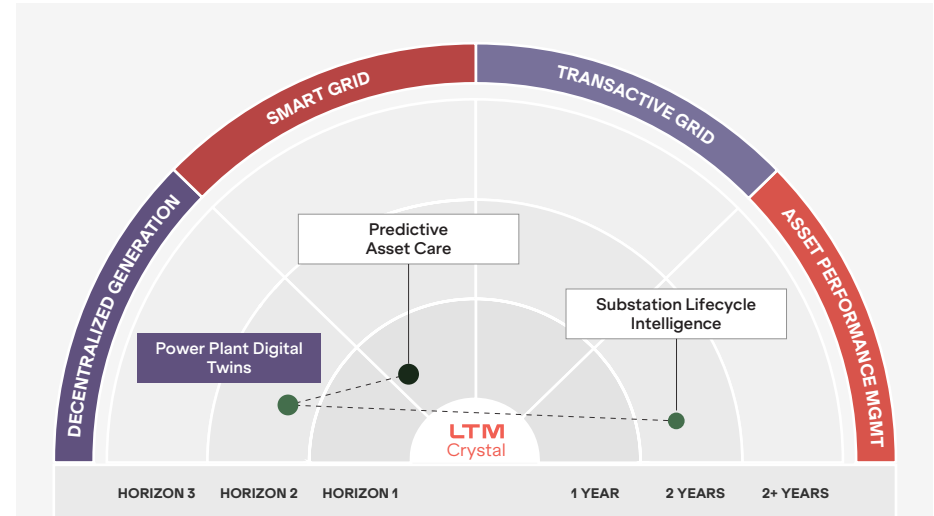 SMART GRID
TRANSACTIVE GRID
DECENTRALIZED GENERATION
ASSET PERFORMANCE MGMT
Predictive
Asset Care
Substation Lifecycle
Intelligence
Power Plant Digital
Twins
LTM
Crystal
HORIZON 3
HORIZON 2
HORIZON 1
1 YEAR
2 YEARS
2+ YEARS